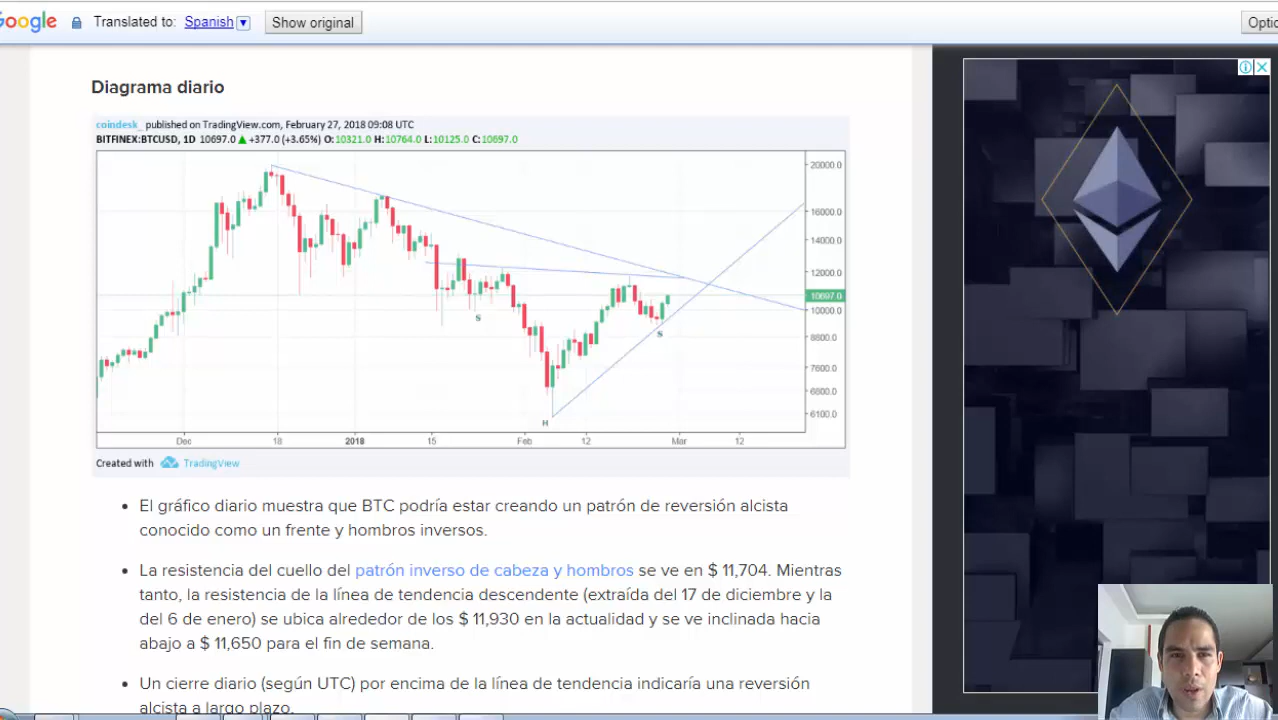 Google Translated to: Spanish Show original
Diagrama diario
coindesk_ published on TradingView.com, February 27, 2018 09:08 UTC
BITFINEX:BTCUSD, 1D 10697.0 ▲ +377.0 (+3.65%) O:10321.0 H:10764.0 L:10125.0 C:10697.0
20000.0
16000.0
14000.0
12000.0
10697.0
10000.0
8800.0
7600.0
6800.0
6100.0
S
S
H
Dec 18 2018 15 Feb 12 Mar 12
Created with TradingView
• El gráfico diario muestra que BTC podría estar creando un patrón de reversión alcista
conocido como un frente y hombros inversos.
• La resistencia del cuello del patrón inverso de cabeza y hombros se ve en $ 11,704. Mientras
tanto, la resistencia de la línea de tendencia descendente (extraída del 17 de diciembre y la
del 6 de enero) se ubica alrededor de los $ 11,930 en la actualidad y se ve inclinada hacia
abajo a $ 11,650 para el fin de semana.
• Un cierre diario (según UTC) por encima de la línea de tendencia indicaría una reversión
alcista a largo plazo.